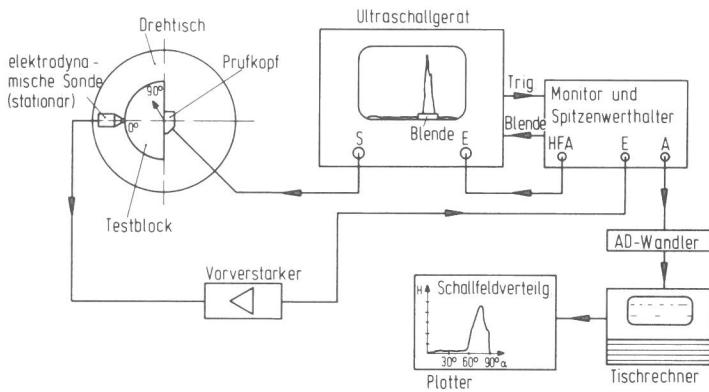 Drehtisch
elektrodyna-
mische Sonde
(stationar)
90°
0°
Prufkopf
Testblock
Ultraschallgerät
Blende
S
E
Trig
Blende
Monitor und
Spitzenwerthalter
HFA
E
A
AD-Wandler
Vorverstarker
H
Schallfeldverteilg
30° 60° 90° α
Plotter
Tischrechner